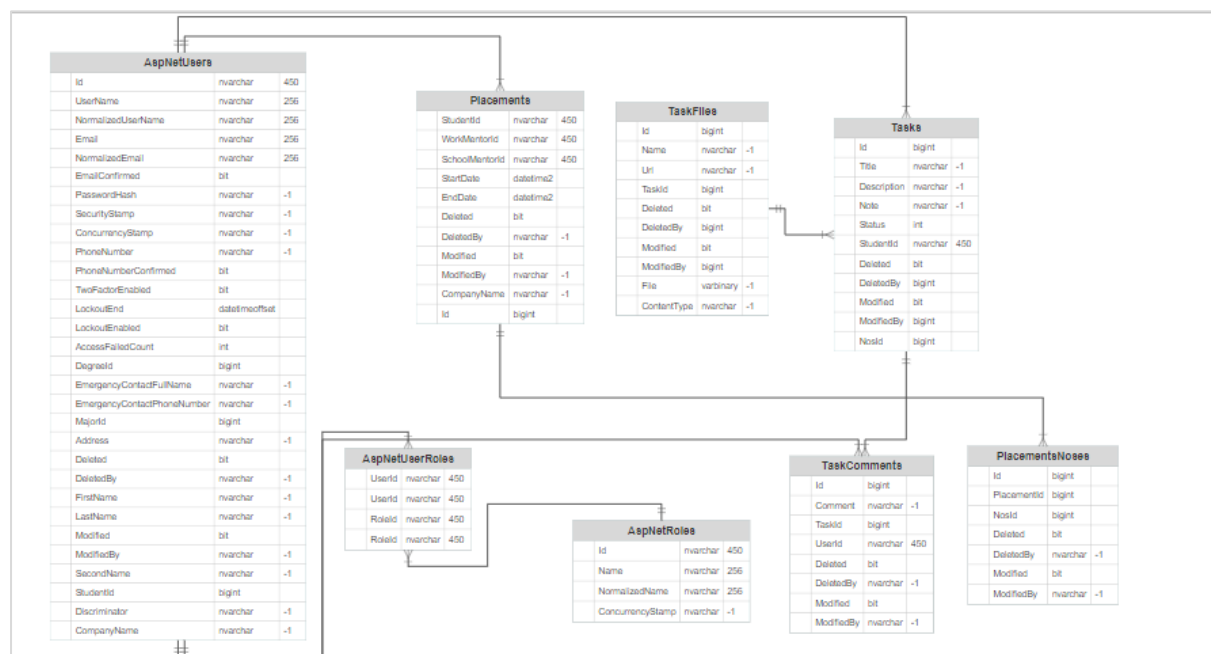 AspNetUsers
Id nvarchar 450
UserName nvarchar 256
NormalizedUserName nvarchar 256
Email nvarchar 256
NormalizedEmail nvarchar 256
EmailConfirmed bit
PasswordHash nvarchar -1
SecurityStamp nvarchar -1
ConcurrencyStamp nvarchar -1
PhoneNumber nvarchar -1
PhoneNumberConfirmed bit
TwoFactorEnabled bit
LockoutEnd datetimeoffset
LockoutEnabled bit
AccessFailedCount int
DegreeId bigint
EmergencyContactFullName nvarchar -1
EmergencyContactPhoneNumber nvarchar -1
MajorId bigint
Address nvarchar -1
Deleted bit
DeletedBy nvarchar -1
FirstName nvarchar -1
LastName nvarchar -1
Modified bit
ModifiedBy nvarchar -1
SecondName nvarchar -1
StudentId bigint
Discriminator nvarchar -1
CompanyName nvarchar -1
Placements
StudentId nvarchar 450
WorkMentorId nvarchar 450
SchoolMentorId nvarchar 450
StartDate datetime2
EndDate datetime2
Deleted bit
DeletedBy nvarchar -1
Modified bit
ModifiedBy nvarchar -1
CompanyName nvarchar -1
Id bigint
TaskFiles
Id bigint
Name nvarchar -1
Uri nvarchar -1
TaskId bigint
Deleted bit
DeletedBy bigint
Modified bit
ModifiedBy bigint
File varbinary -1
ContentType nvarchar -1
Tasks
Id bigint
Title nvarchar -1
Description nvarchar -1
Note nvarchar -1
Status int
StudentId nvarchar 450
Deleted bit
DeletedBy bigint
Modified bit
ModifiedBy bigint
NosId bigint
AspNetUserRoles
UserId nvarchar 450
UserId nvarchar 450
RoleId nvarchar 450
RoleId nvarchar 450
AspNetRoles
Id nvarchar 450
Name nvarchar 256
NormalizedName nvarchar 256
ConcurrencyStamp nvarchar -1
TaskComments
Id bigint
Comment nvarchar -1
TaskId bigint
UserId nvarchar 450
Deleted bit
DeletedBy nvarchar -1
Modified bit
ModifiedBy nvarchar -1
PlacementsNoses
Id bigint
PlacementId bigint
NosId bigint
Deleted bit
DeletedBy nvarchar -1
Modified bit
ModifiedBy nvarchar -1